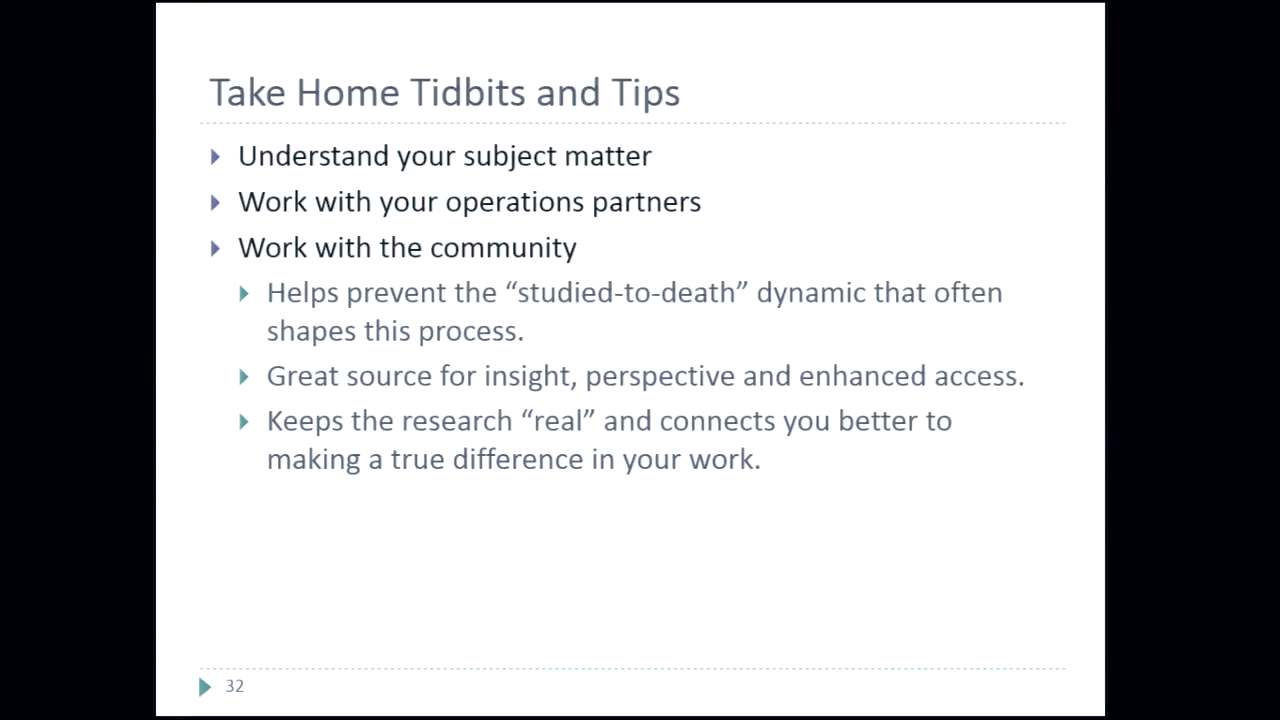 Take Home Tidbits and Tips
Understand your subject matter
Work with your operations partners
Work with the community
Helps prevent the “studied-to-death” dynamic that often
shapes this process.
Great source for insight, perspective and enhanced access.
Keeps the research “real” and connects you better to
making a true difference in your work.
32